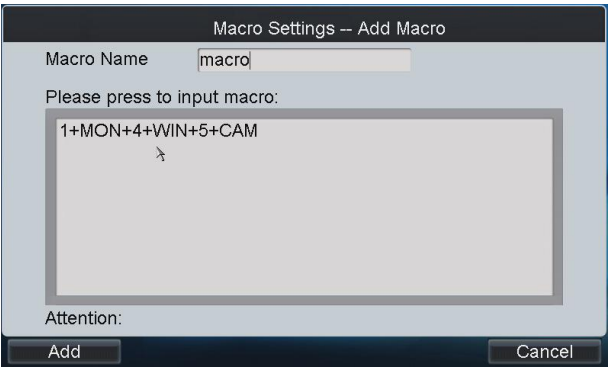 Macro Settings -- Add Macro
Macro Name macro
Please press to input macro:
1+MON+4+WIN+5+CAM
Attention:
Add Cancel